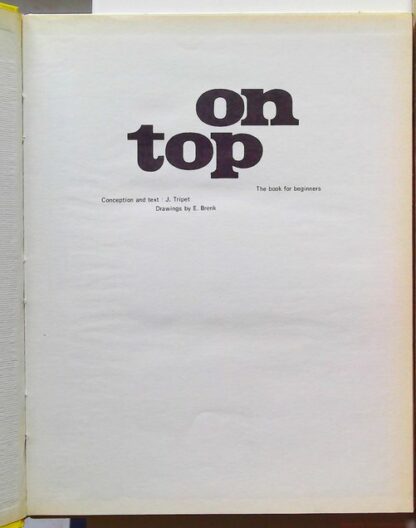 on
top
The book for beginners
Conception and text : J. Tripet
Drawings by E. Brenk